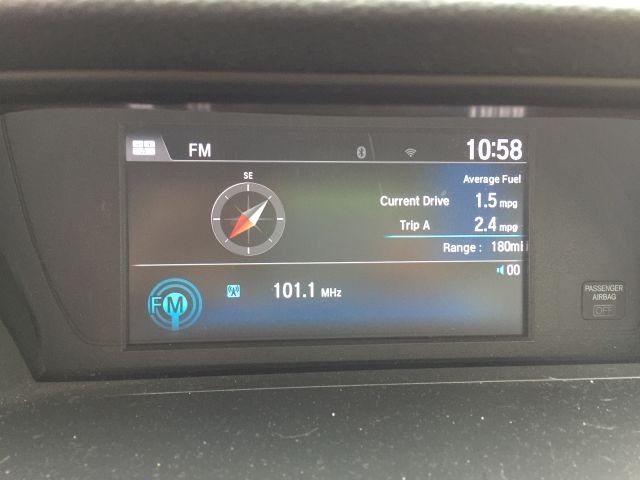 FM
10:58
SE
Average Fuel
Current Drive 1.5 mpg
Trip A 2.4 mpg
Range : 180mi
00
FM
101.1 MHz
PASSENGER
AIRBAG
OFF